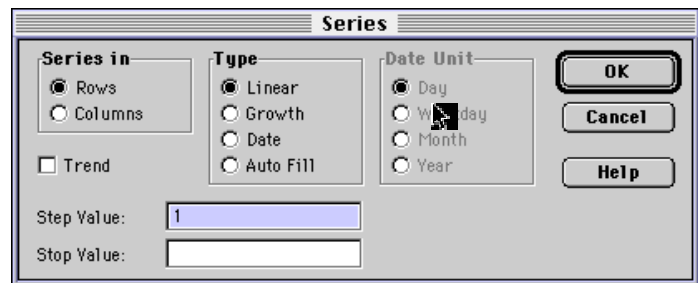 Series
Series in
Rows
Columns
Trend
Type
Linear
Growth
Date
Auto Fill
Date Unit
Day
Month
Year
OK
Cancel
Help
Step Value: 1
Stop Value: